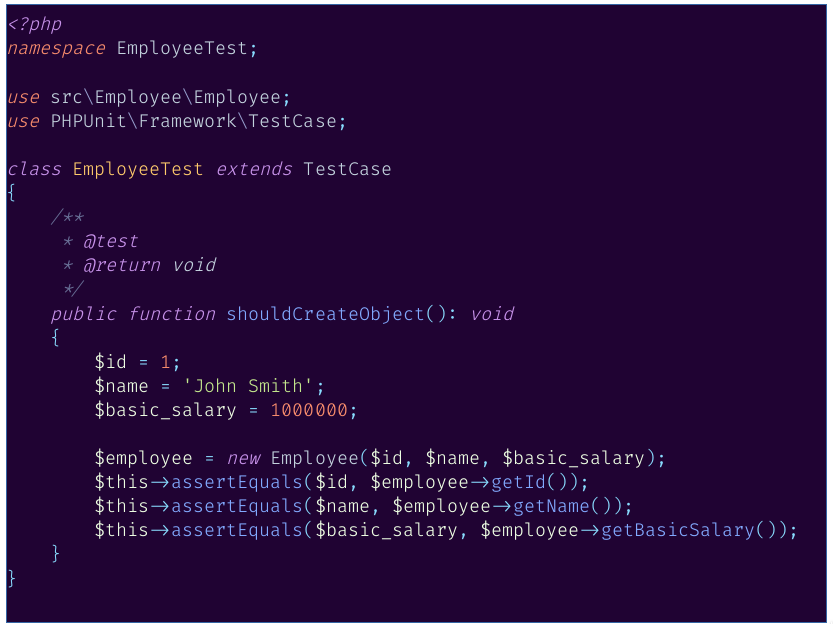 <?php
namespace EmployeeTest;

use src\Employee\Employee;
use PHPUnit\Framework\TestCase;

class EmployeeTest extends TestCase
{
    /**
     * @test
     * @return void
     */
    public function shouldCreateObject(): void
    {
        $id = 1;
        $name = 'John Smith';
        $basic_salary = 1000000;

        $employee = new Employee($id, $name, $basic_salary);
        $this->assertEquals($id, $employee->getId());
        $this->assertEquals($name, $employee->getName());
        $this->assertEquals($basic_salary, $employee->getBasicSalary());
    }
}